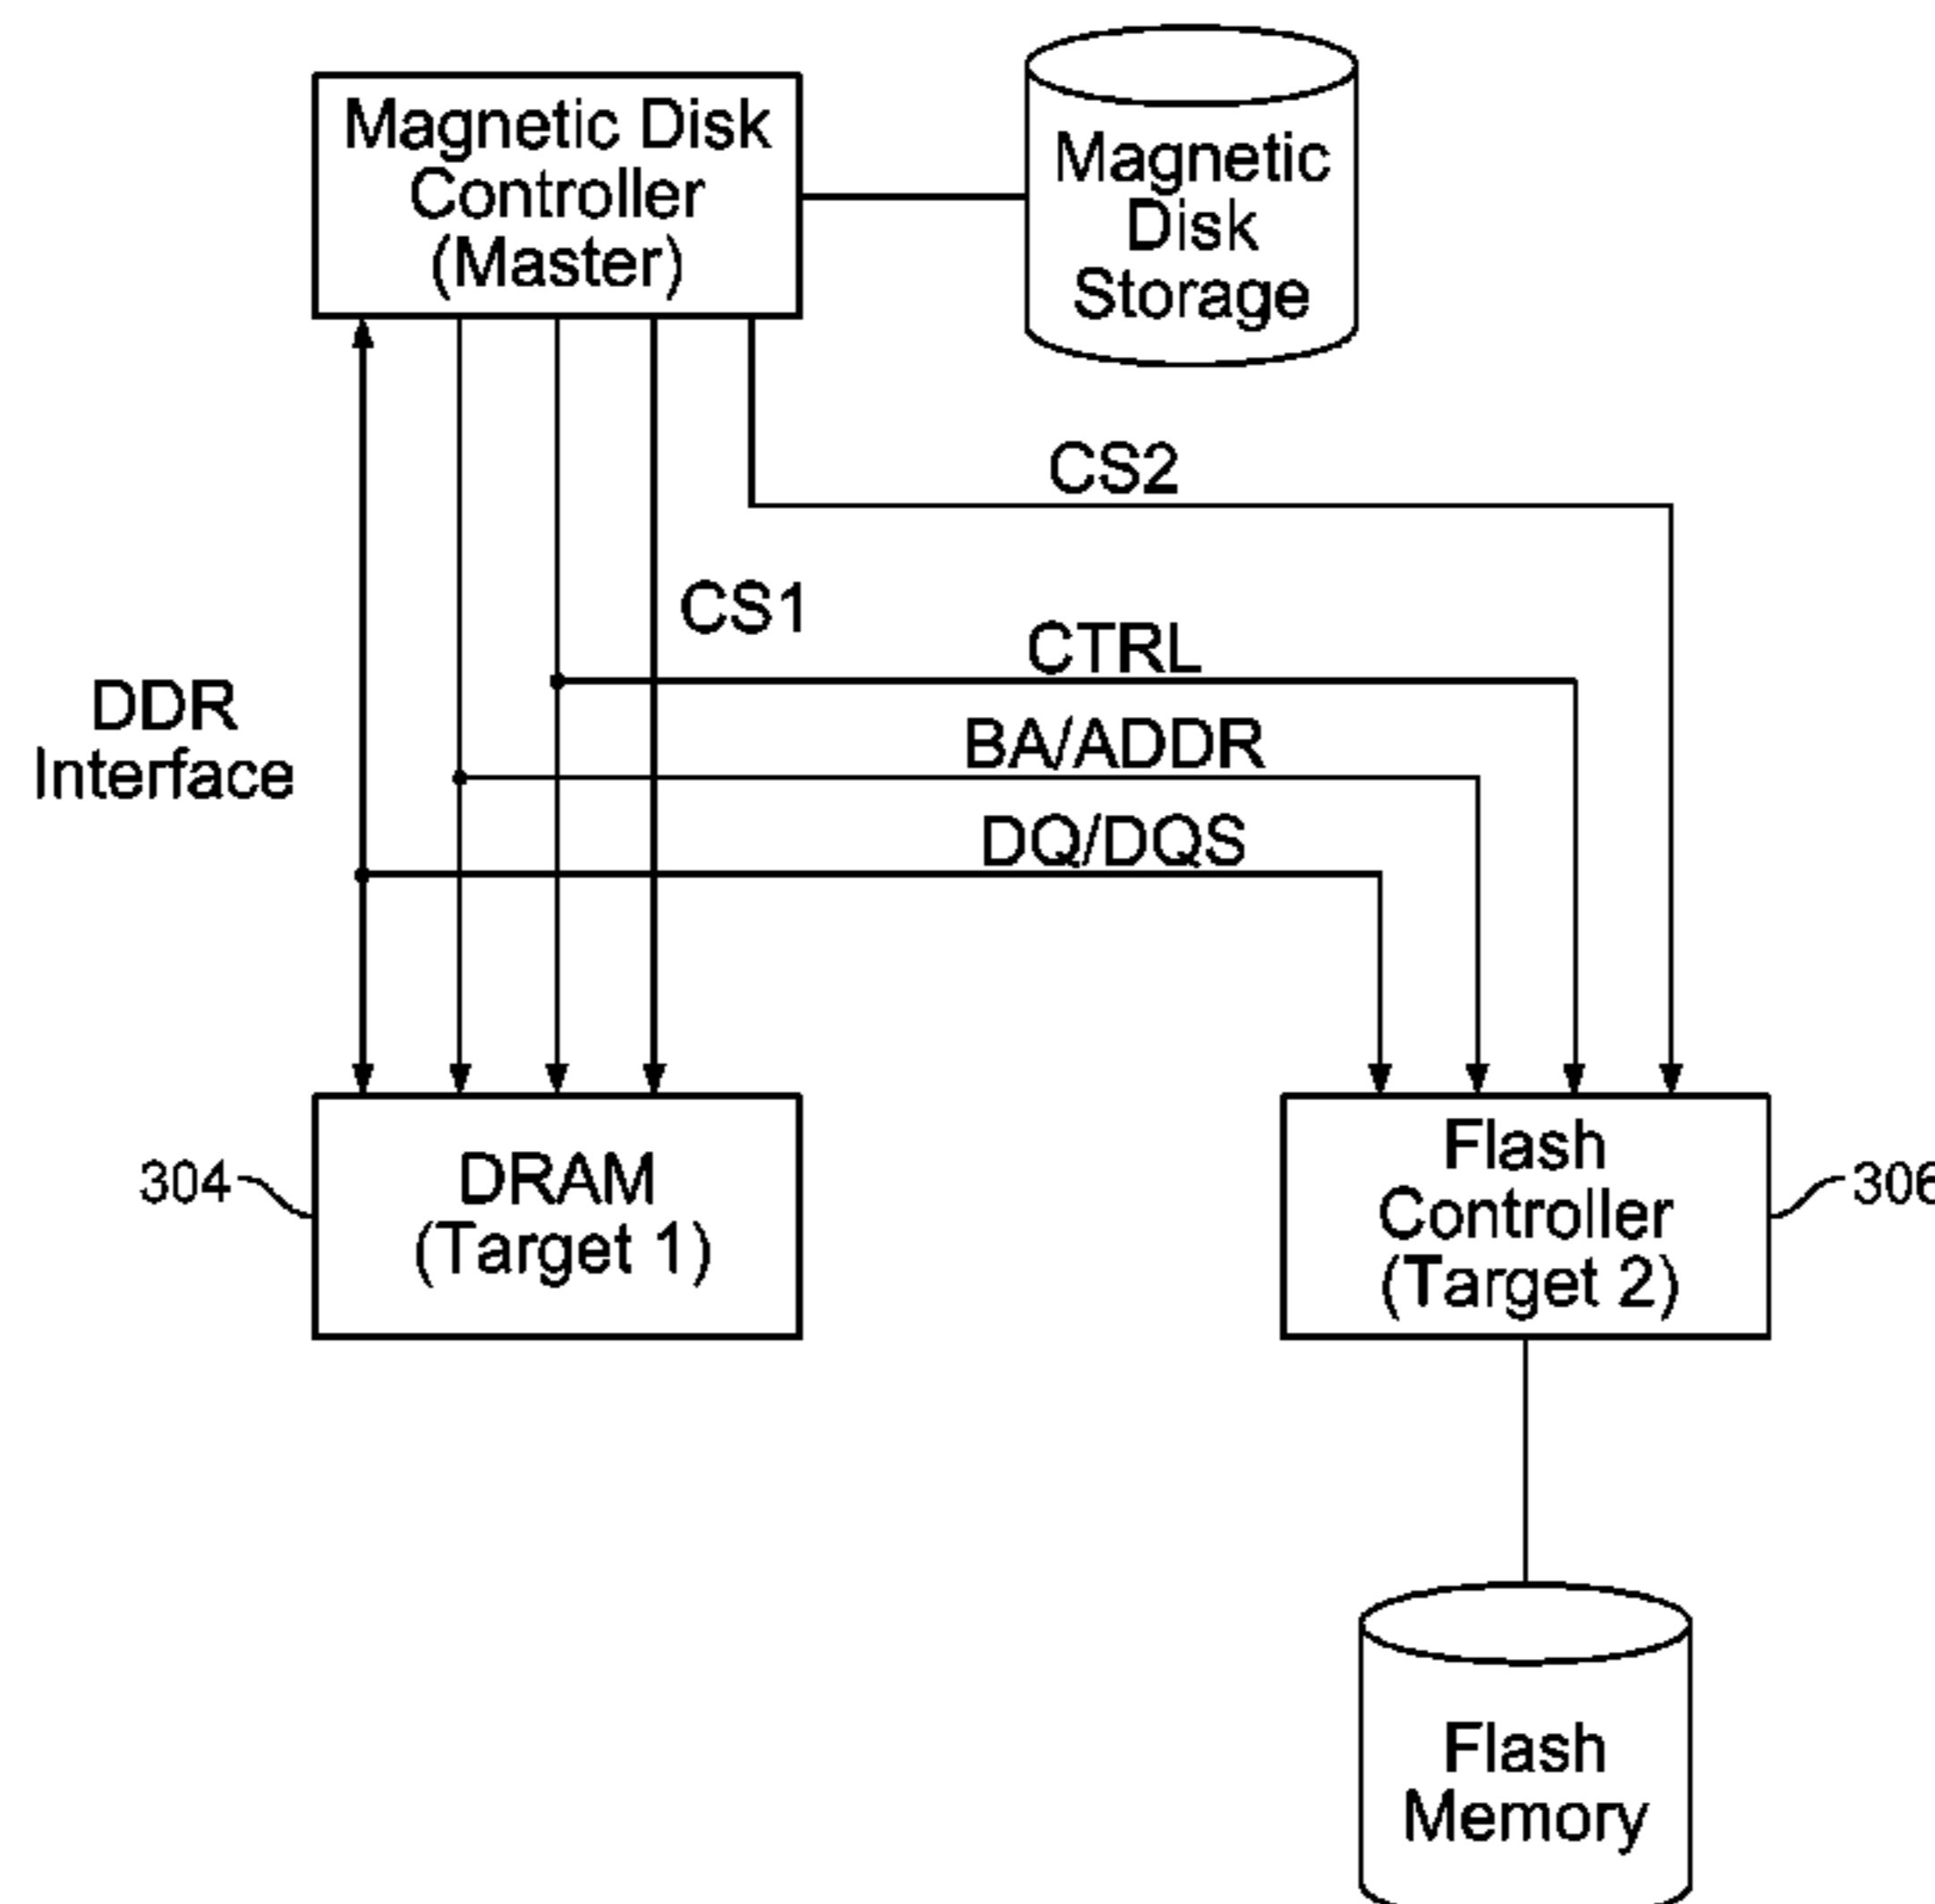 Magnetic Disk
Controller
(Master)
Magnetic
Disk
Storage
CS2
CS1
CTRL
DDR
Interface
BA/ADDR
DQ/DQS
304
DRAM
(Target 1)
Flash
Controller
(Target 2)
306
Flash
Memory